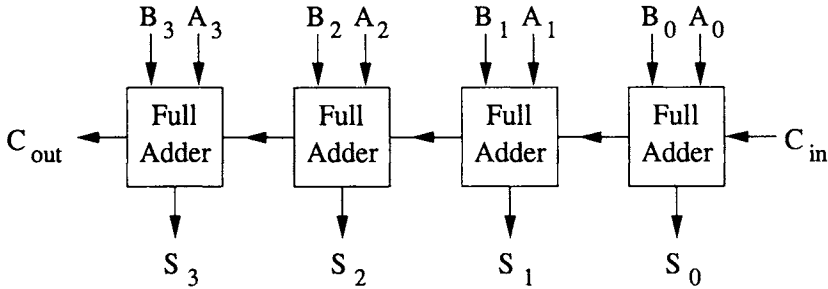 B3 A3 B2 A2 B1 A1 B0 A0
Full Adder
Full Adder
Full Adder
Full Adder
Cout
Cin
S3 S2 S1 S0